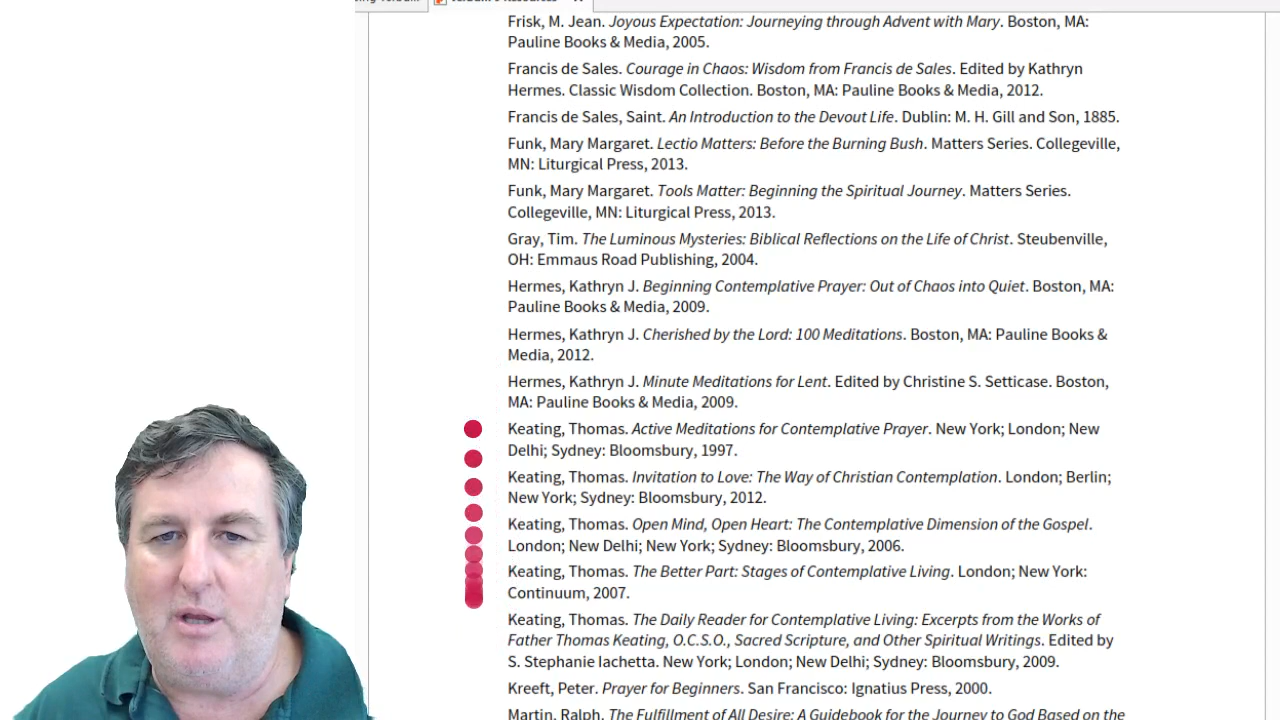 Frisk, M. Jean. Joyous Expectation: Journeying through Advent with Mary. Boston, MA:
Pauline Books & Media, 2005.
Francis de Sales. Courage in Chaos: Wisdom from Francis de Sales. Edited by Kathryn
Hermes. Classic Wisdom Collection. Boston, MA: Pauline Books & Media, 2012.
Francis de Sales, Saint. An Introduction to the Devout Life. Dublin: M. H. Gill and Son, 1885.
Funk, Mary Margaret. Lectio Matters: Before the Burning Bush. Matters Series. Collegeville,
MN: Liturgical Press, 2013.
Funk, Mary Margaret. Tools Matter: Beginning the Spiritual Journey. Matters Series.
Collegeville, MN: Liturgical Press, 2013.
Gray, Tim. The Luminous Mysteries: Biblical Reflections on the Life of Christ. Steubenville,
OH: Emmaus Road Publishing, 2004.
Hermes, Kathryn J. Beginning Contemplative Prayer: Out of Chaos into Quiet. Boston, MA:
Pauline Books & Media, 2009.
Hermes, Kathryn J. Cherished by the Lord: 100 Meditations. Boston, MA: Pauline Books &
Media, 2012.
Hermes, Kathryn J. Minute Meditations for Lent. Edited by Christine S. Setticase. Boston,
MA: Pauline Books & Media, 2009.
Keating, Thomas. Active Meditations for Contemplative Prayer. New York; London; New
Delhi; Sydney: Bloomsbury, 1997.
Keating, Thomas. Invitation to Love: The Way of Christian Contemplation. London; Berlin;
New York; Sydney: Bloomsbury, 2012.
Keating, Thomas. Open Mind, Open Heart: The Contemplative Dimension of the Gospel.
London; New Delhi; New York; Sydney: Bloomsbury, 2006.
Keating, Thomas. The Better Part: Stages of Contemplative Living. London; New York:
Continuum, 2007.
Keating, Thomas. The Daily Reader for Contemplative Living: Excerpts from the Works of
Father Thomas Keating, O.C.S.O., Sacred Scripture, and Other Spiritual Writings. Edited by
S. Stephanie Iachetta. New York; London; New Delhi; Sydney: Bloomsbury, 2009.
Kreeft, Peter. Prayer for Beginners. San Francisco: Ignatius Press, 2000.
Martin, Ralph. The Fulfillment of All Desire: A Guidebook for the Journey to God Based on the